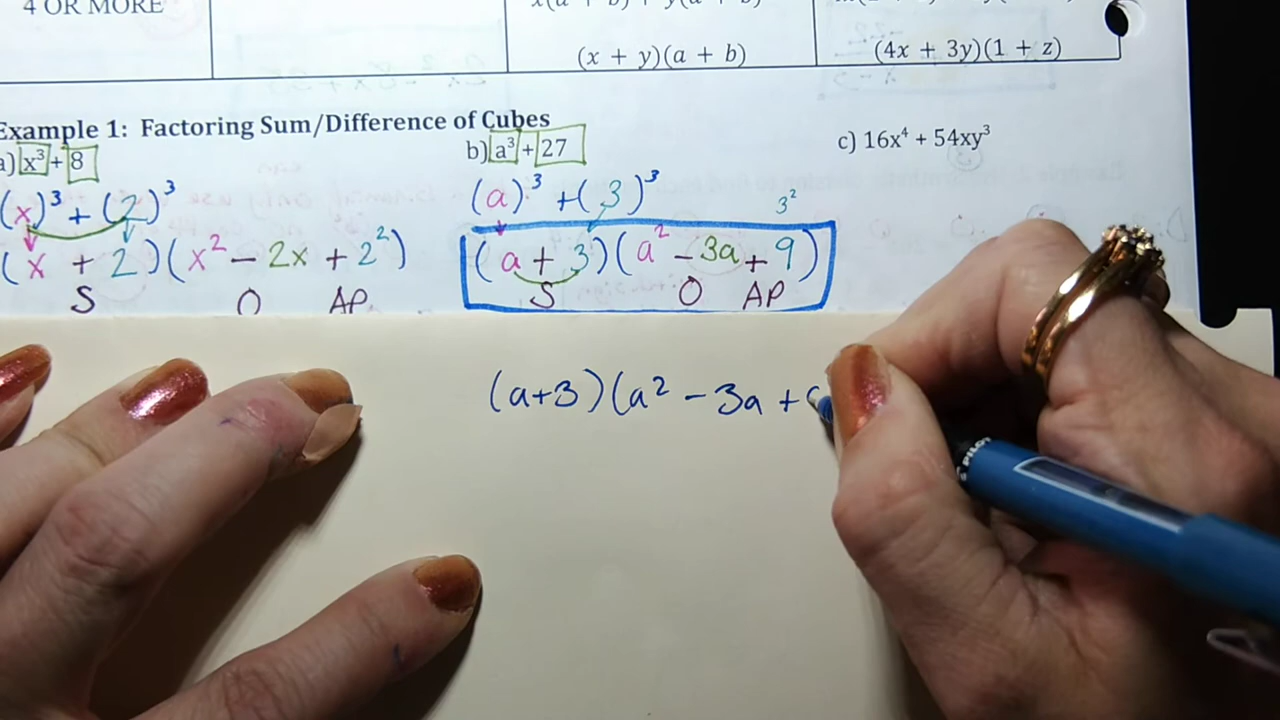 4 OR MORE
(x + y)(a + b)
(4x + 3y)(1 + z)
Example 1: Factoring Sum/Difference of Cubes
a) x³ + 8
(x)³ + (2)³
(x + 2)(x² − 2x + 2²)
S O AP
b) a³ + 27
(a)³ + (3)³
3²
(a + 3)(a² − 3a + 9)
S O AP
c) 16x⁴ + 54xy³
(a+3)(a² − 3a +
PILOT